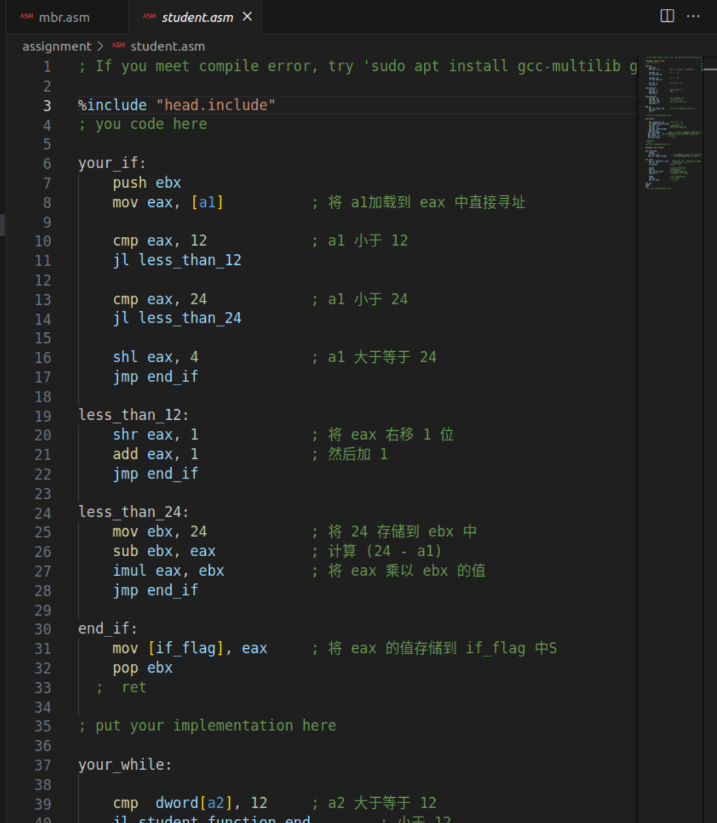 ASM mbr.asm
ASM student.asm ×
assignment > ASM student.asm
1 ; If you meet compile error, try 'sudo apt install gcc-multilib g
2
3 %include "head.include"
4 ; you code here
5
6 your_if:
7 push ebx
8 mov eax, [a1] ; 将 a1加载到 eax 中直接寻址
9
10 cmp eax, 12 ; a1 小于 12
11 jl less_than_12
12
13 cmp eax, 24 ; a1 小于 24
14 jl less_than_24
15
16 shl eax, 4 ; a1 大于等于 24
17 jmp end_if
18
19 less_than_12:
20 shr eax, 1 ; 将 eax 右移 1 位
21 add eax, 1 ; 然后加 1
22 jmp end_if
23
24 less_than_24:
25 mov ebx, 24 ; 将 24 存储到 ebx 中
26 sub ebx, eax ; 计算 (24 - a1)
27 imul eax, ebx ; 将 eax 乘以 ebx 的值
28 jmp end_if
29
30 end_if:
31 mov [if_flag], eax ; 将 eax 的值存储到 if_flag 中S
32 pop ebx
33 ; ret
34
35 ; put your implementation here
36
37 your_while:
38
39 cmp dword[a2], 12 ; a2 大于等于 12
40 jl student_function_end ; 小于 12